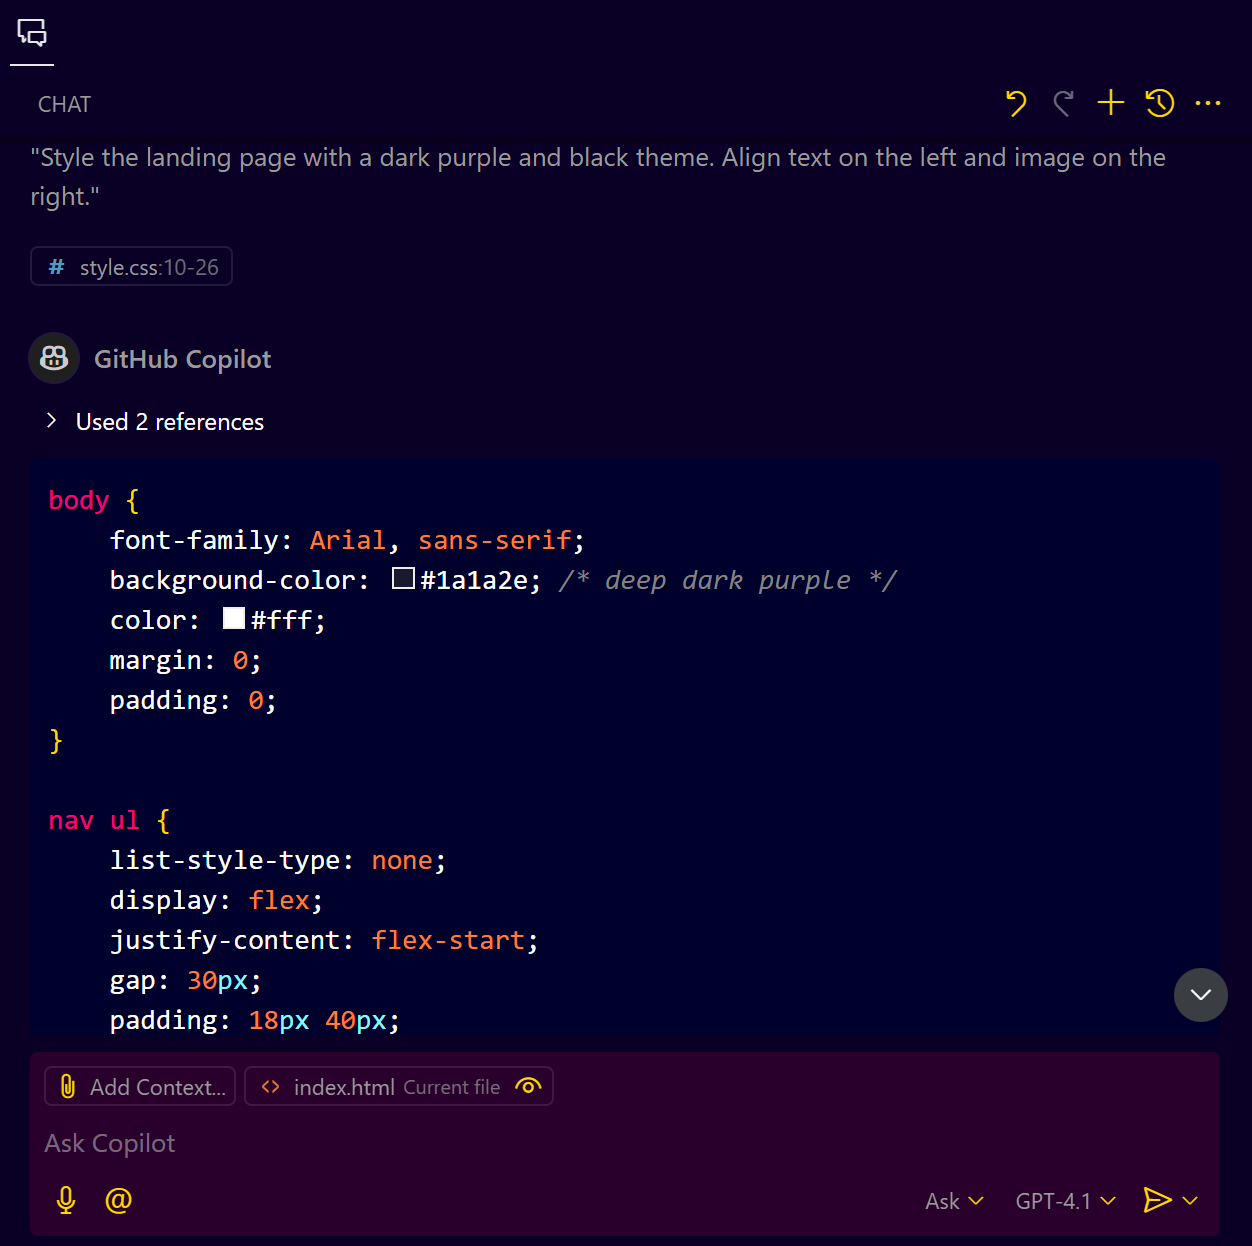 CHAT
"Style the landing page with a dark purple and black theme. Align text on the left and image on the
right."
# style.css:10-26
GitHub Copilot
Used 2 references
body {
    font-family: Arial, sans-serif;
    background-color: #1a1a2e; /* deep dark purple */
    color: #fff;
    margin: 0;
    padding: 0;
}
nav ul {
    list-style-type: none;
    display: flex;
    justify-content: flex-start;
    gap: 30px;
    padding: 18px 40px;
Add Context... <> index.html Current file
Ask Copilot
@ Ask GPT-4.1